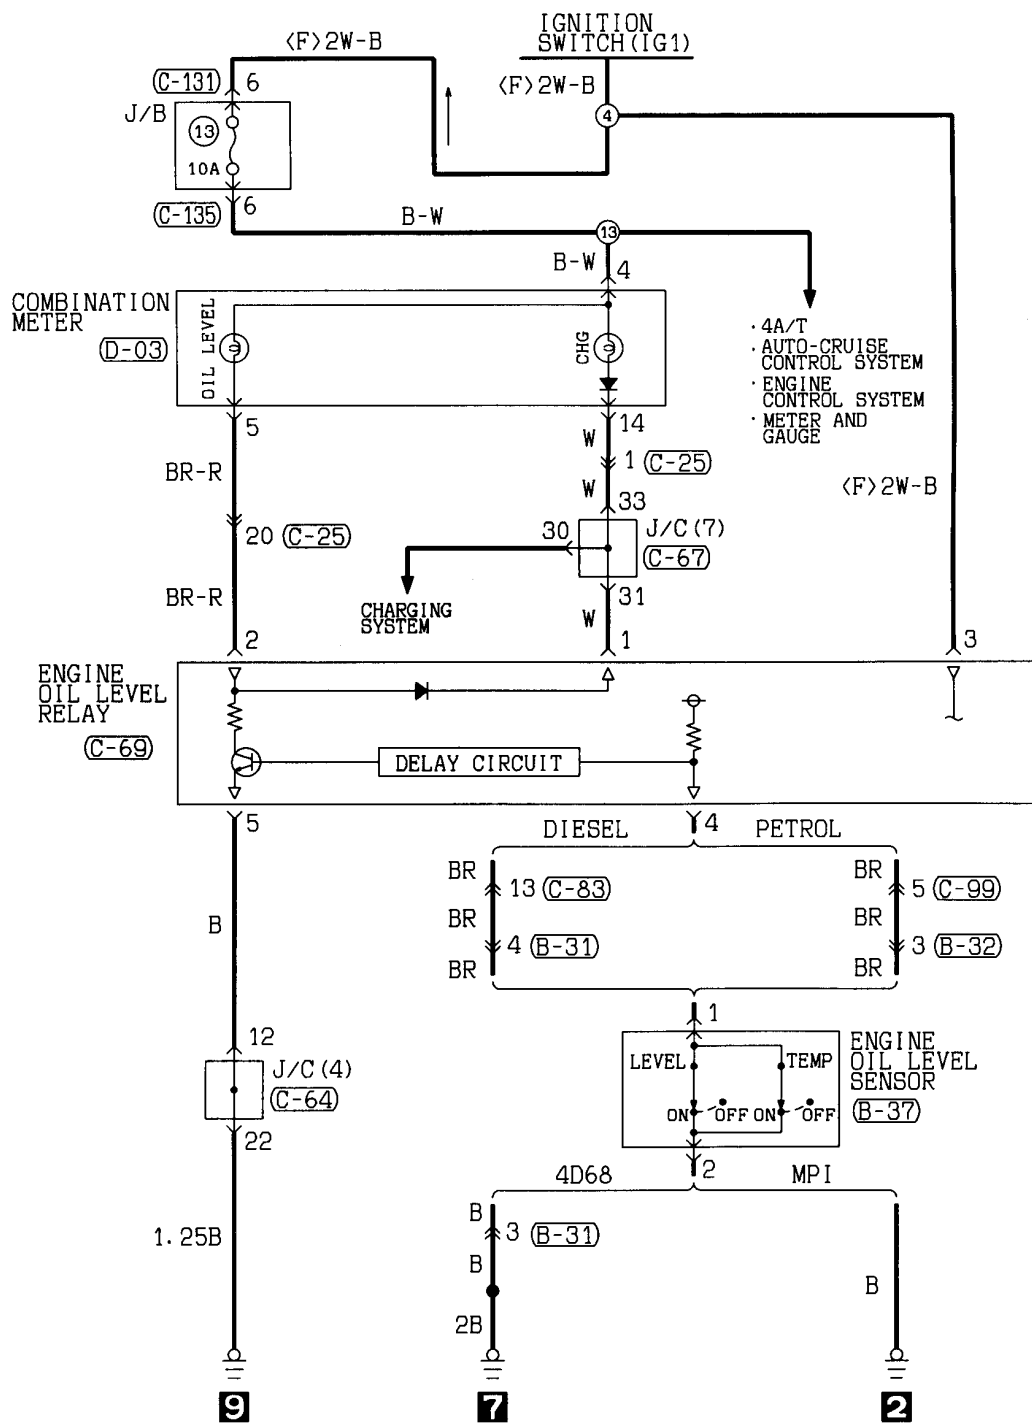 IGNITION
SWITCH(IG1)
〈F〉2W-B
〈F〉2W-B
C-131
6
4
J/B
13
10A
C-135
6
B-W
13
B-W
4
COMBINATION
METER
D-03
OIL LEVEL
CHG
· 4A/T
· AUTO-CRUISE
CONTROL SYSTEM
· ENGINE
CONTROL SYSTEM
· METER AND
GAUGE
5
14
W
BR-R
1
C-25
W
33
〈F〉2W-B
20
C-25
30
J/C(7)
C-67
BR-R
CHARGING
SYSTEM
31
W
2
1
3
ENGINE
OIL LEVEL
RELAY
C-69
DELAY CIRCUIT
5
4
DIESEL
PETROL
BR
13
C-83
BR
5
C-99
B
BR
BR
4
B-31
3
B-32
BR
BR
1
12
J/C(4)
C-64
22
ENGINE
OIL LEVEL
SENSOR
B-37
LEVEL
TEMP
ON
OFF
ON
OFF
2
4D68
MPI
1.25B
B
3
B-31
B
B
2B
9
7
2